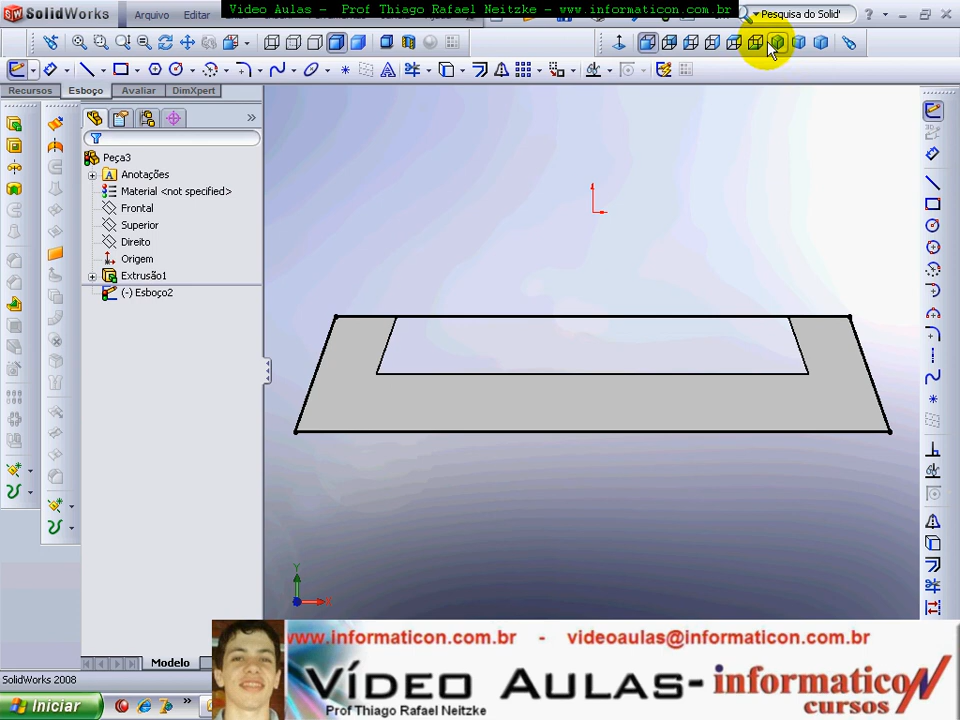 Video Aulas - Prof Thiago Rafael Neitzke - www.informaticon.com.br
SolidWorks
Arquivo
Editar
Pesquisa do Solid'
Recursos
Esboço
Avaliar
DimXpert
Peça3
Anotações
Material <not specified>
Frontal
Superior
Direito
Origem
Extrusão1
(-) Esboço2
Y
X
Modelo
SolidWorks 2008
Iniciar
www.informaticon.com.br - videoaulas@informaticon.com.br
Vídeo Aulas- informaticon
cursos
Prof Thiago Rafael Neitzke